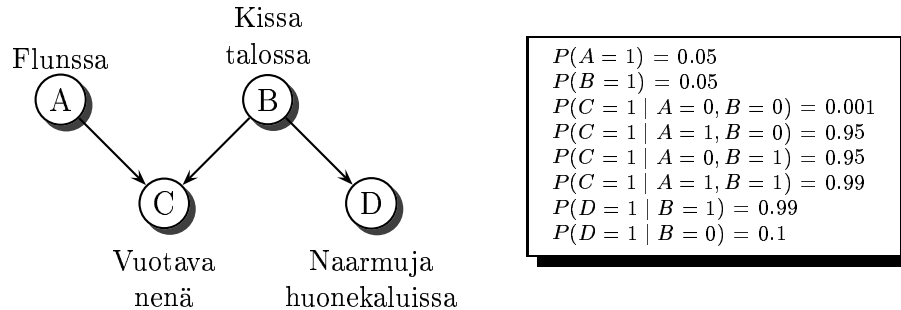 Flunssa
Kissa
talossa
A
B
C
D
Vuotava
nenä
Naarmuja
huonekaluissa
P(A = 1) = 0.05
P(B = 1) = 0.05
P(C = 1 | A = 0, B = 0) = 0.001
P(C = 1 | A = 1, B = 0) = 0.95
P(C = 1 | A = 0, B = 1) = 0.95
P(C = 1 | A = 1, B = 1) = 0.99
P(D = 1 | B = 1) = 0.99
P(D = 1 | B = 0) = 0.1